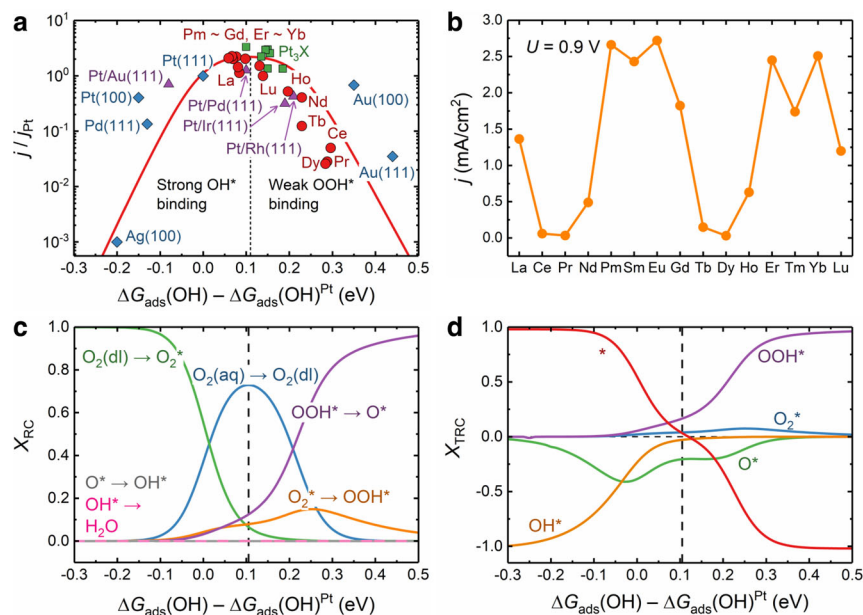 a
Pm ~ Gd, Er ~ Yb
Pt₃X
Pt(111)
Pt/Au(111)
La
Lu
Ho
Pt(100)
Pt/Pd(111)
Nd
Au(100)
Pd(111)
Pt/Ir(111)
Tb
Ce
Pt/Rh(111)
Dy
Pr
Au(111)
Strong OH*
binding
Weak OOH*
binding
Ag(100)
j / jPt
10¹
10⁰
10⁻¹
10⁻²
10⁻³
-0.3 -0.2 -0.1 0.0 0.1 0.2 0.3 0.4 0.5
ΔGads(OH) − ΔGads(OH)Pt (eV)
b
U = 0.9 V
j (mA/cm²)
3.0
2.5
2.0
1.5
1.0
0.5
0.0
La Ce Pr Nd Pm Sm Eu Gd Tb Dy Ho Er Tm Yb Lu
c
O₂(dl) → O₂*
O₂(aq) → O₂(dl)
OOH* → O*
O* → OH*
OH* →
H₂O
O₂* → OOH*
XRC
1.0
0.8
0.6
0.4
0.2
0.0
-0.3 -0.2 -0.1 0.0 0.1 0.2 0.3 0.4 0.5
ΔGads(OH) − ΔGads(OH)Pt (eV)
d
*
OOH*
O₂*
O*
OH*
XTRC
1.0
0.5
0.0
-0.5
-1.0
-0.3 -0.2 -0.1 0.0 0.1 0.2 0.3 0.4 0.5
ΔGads(OH) − ΔGads(OH)Pt (eV)